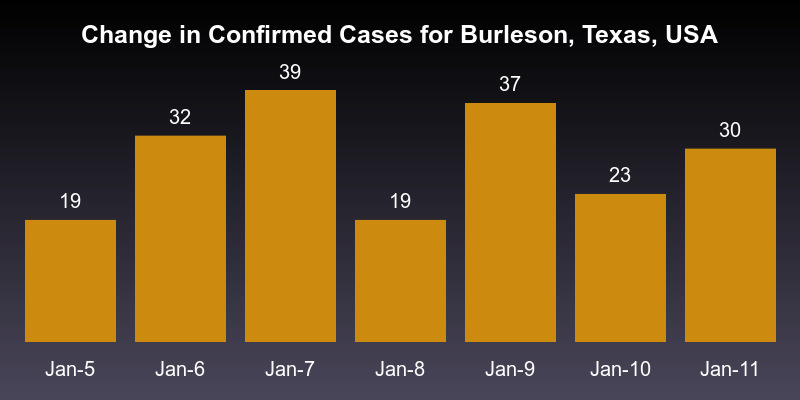 Change in Confirmed Cases for Burleson, Texas, USA
19 32 39 19 37 23 30
Jan-5 Jan-6 Jan-7 Jan-8 Jan-9 Jan-10 Jan-11